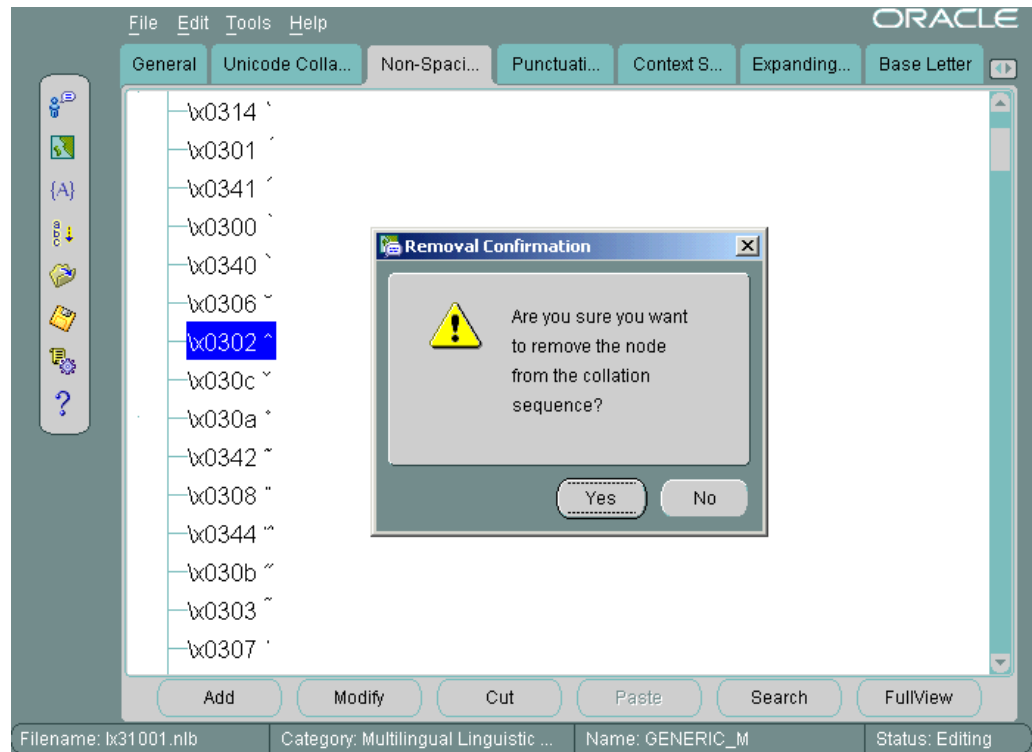 File Edit Tools Help
ORACLE
General Unicode Colla... Non-Spaci... Punctuati... Context S... Expanding... Base Letter
\x0314 ̔
\x0301 ́
\x0341 ́
\x0300 ̀
\x0340 ̀
\x0306 ̆
\x0302 ̂
\x030c ̌
\x030a ̊
\x0342 ͂
\x0308 ̈
\x0344 ̈́
\x030b ̋
\x0303 ̃
\x0307 ̇
Removal Confirmation
Are you sure you want
to remove the node
from the collation
sequence?
Yes No
Add Modify Cut Paste Search FullView
Filename: lx31001.nlb Category: Multilingual Linguistic ... Name: GENERIC_M Status: Editing